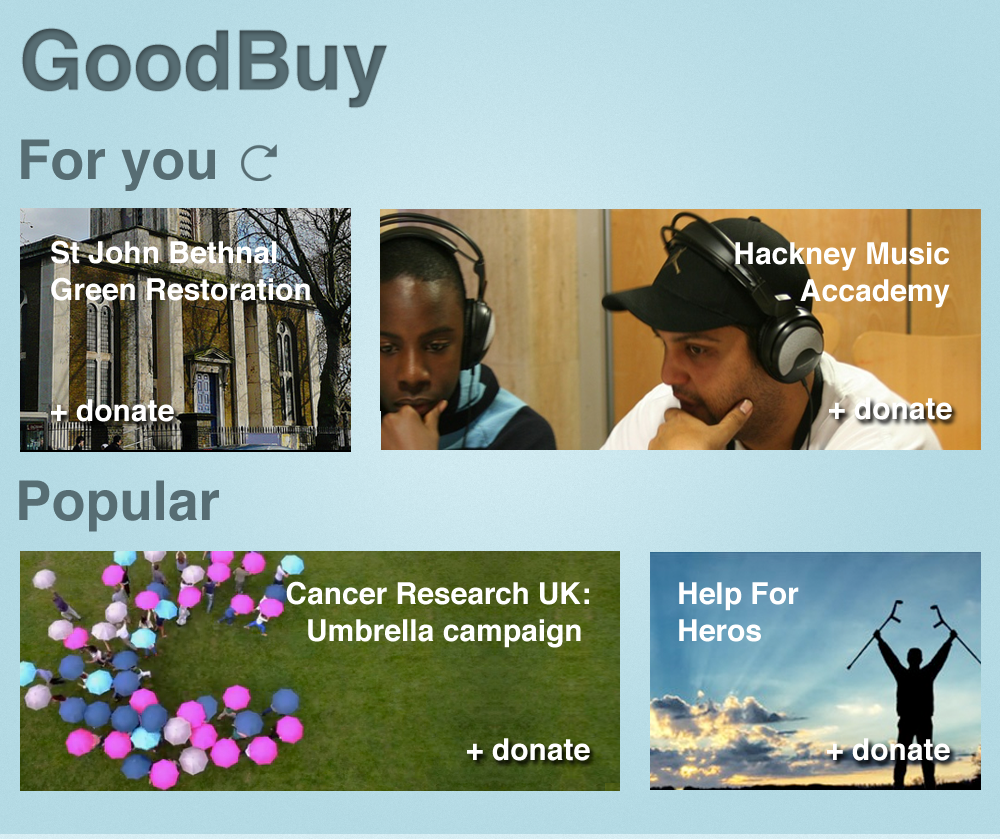 GoodBuy
For you
St John Bethnal
Green Restoration
+ donate
Hackney Music
Accademy
+ donate
Popular
Cancer Research UK:
Umbrella campaign
+ donate
Help For
Heros
+ donate